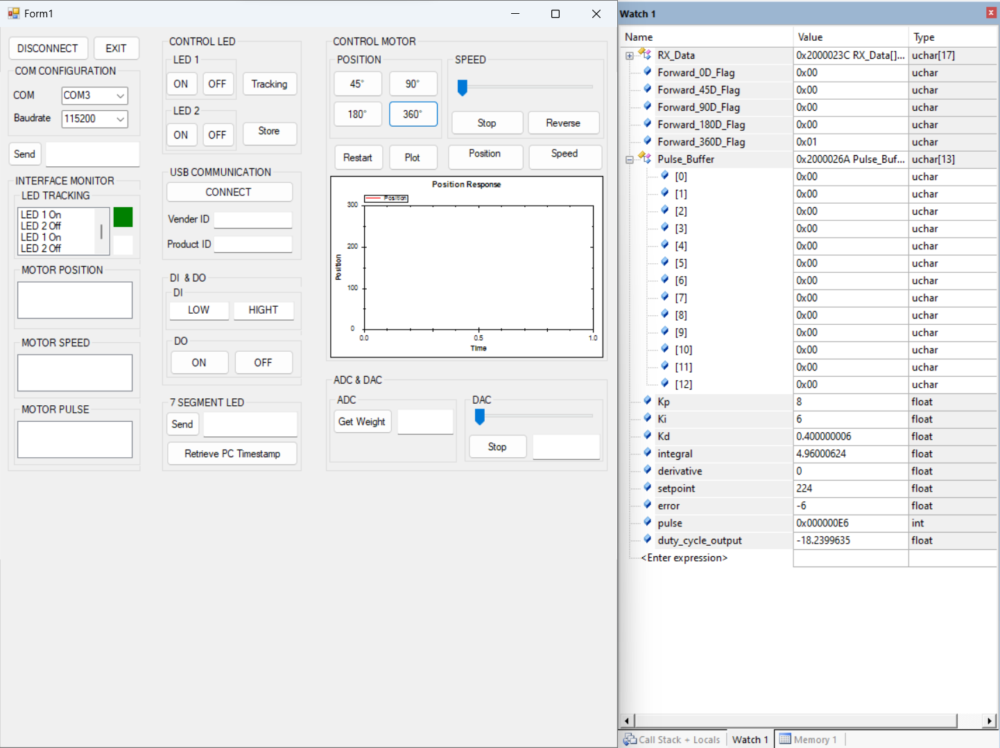 Form1
DISCONNECT
EXIT
COM CONFIGURATION
COM
COM3
Baudrate
115200
Send
INTERFACE MONITOR
LED TRACKING
LED 1 On
LED 2 Off
LED 1 On
LED 2 Off
MOTOR POSITION
MOTOR SPEED
MOTOR PULSE
CONTROL LED
LED 1
ON
OFF
Tracking
LED 2
ON
OFF
Store
USB COMMUNICATION
CONNECT
Vender ID
Product ID
DI & DO
DI
LOW
HIGHT
DO
ON
OFF
7 SEGMENT LED
Send
Retrieve PC Timestamp
CONTROL MOTOR
POSITION
45°
90°
180°
360°
SPEED
Stop
Reverse
Restart
Plot
Position
Speed
Position Response
Position
300
200
100
0
Position
0.0
0.5
1.0
Time
ADC & DAC
ADC
Get Weight
DAC
Stop
Watch 1
Name Value Type
RX_Data 0x2000023C RX_Data[]... uchar[17]
Forward_0D_Flag 0x00 uchar
Forward_45D_Flag 0x00 uchar
Forward_90D_Flag 0x00 uchar
Forward_180D_Flag 0x00 uchar
Forward_360D_Flag 0x01 uchar
Pulse_Buffer 0x2000026A Pulse_Buf... uchar[13]
[0] 0x00 uchar
[1] 0x00 uchar
[2] 0x00 uchar
[3] 0x00 uchar
[4] 0x00 uchar
[5] 0x00 uchar
[6] 0x00 uchar
[7] 0x00 uchar
[8] 0x00 uchar
[9] 0x00 uchar
[10] 0x00 uchar
[11] 0x00 uchar
[12] 0x00 uchar
Kp 8 float
Ki 6 float
Kd 0.400000006 float
integral 4.96000624 float
derivative 0 float
setpoint 224 float
error -6 float
pulse 0x000000E6 int
duty_cycle_output -18.2399635 float
<Enter expression>
Call Stack + Locals
Watch 1
Memory 1